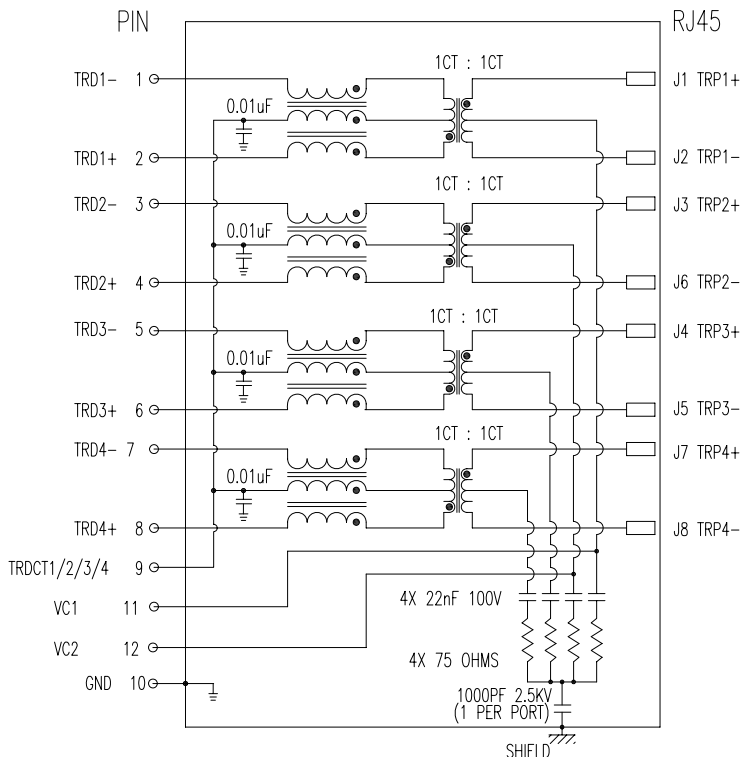 PIN RJ45
1CT : 1CT
TRD1- 1 J1 TRP1+
0.01uF
TRD1+ 2 J2 TRP1-
1CT : 1CT
TRD2- 3 J3 TRP2+
0.01uF
TRD2+ 4 J6 TRP2-
1CT : 1CT
TRD3- 5 J4 TRP3+
0.01uF
TRD3+ 6 J5 TRP3-
1CT : 1CT
TRD4- 7 J7 TRP4+
0.01uF
TRD4+ 8 J8 TRP4-
TRDCT1/2/3/4 9
VC1 11
4X 22nF 100V
VC2 12
4X 75 OHMS
GND 10
1000PF 2.5KV
(1 PER PORT)
SHIELD